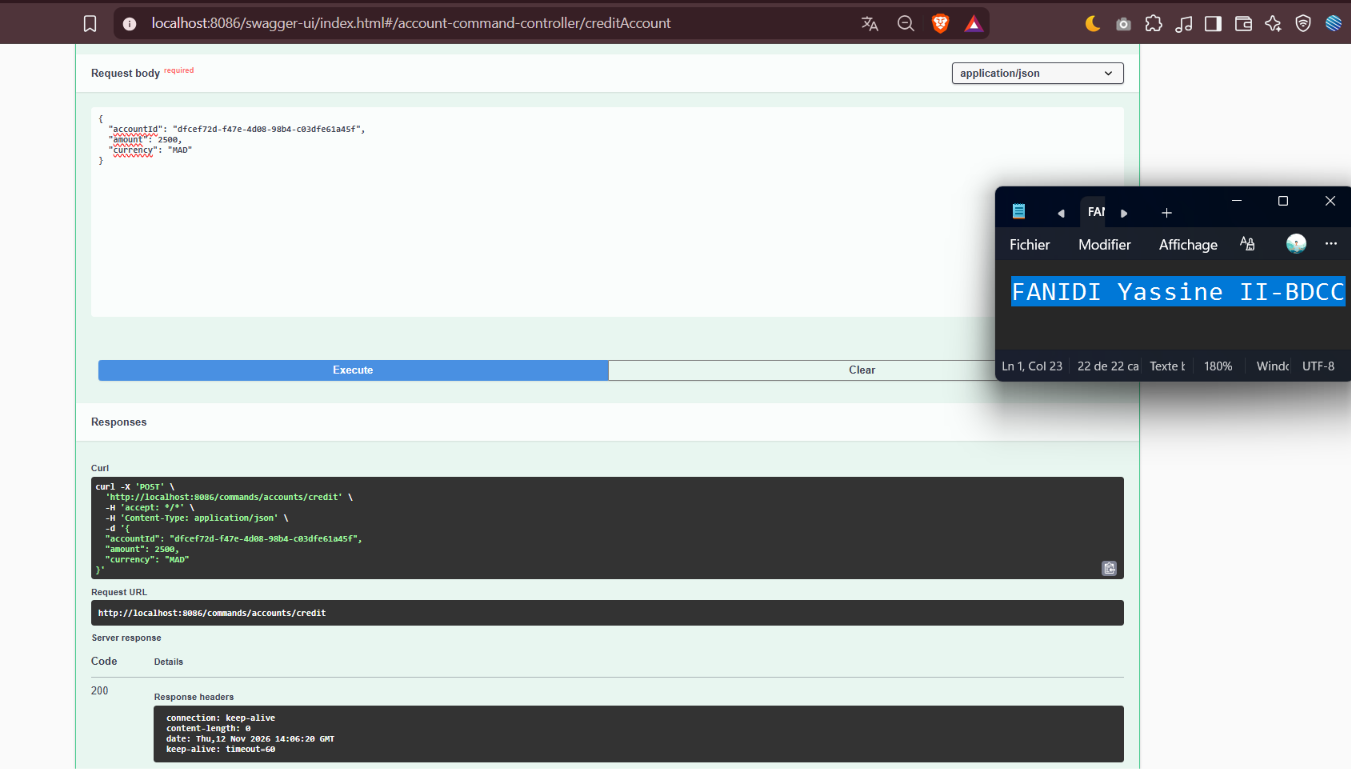 localhost:8086/swagger-ui/index.html#/account-command-controller/creditAccount
Request body required
application/json
{
"accountId": "dfcef72d-f47e-4d08-98b4-c03dfe61a45f",
"amount": 2500,
"currency": "MAD"
}
FAN
Fichier Modifier Affichage
FANIDI Yassine II-BDCC
Ln 1, Col 23 22 de 22 ca Texte b 180% Windo UTF-8
Execute Clear
Responses
Curl
curl -X 'POST' \
'http://localhost:8086/commands/accounts/credit' \
-H 'accept: */*' \
-H 'Content-Type: application/json' \
-d '{
"accountId": "dfcef72d-f47e-4d08-98b4-c03dfe61a45f",
"amount": 2500,
"currency": "MAD"
}'
Request URL
http://localhost:8086/commands/accounts/credit
Server response
Code Details
200
Response headers
connection: keep-alive
content-length: 0
date: Thu,12 Nov 2026 14:06:20 GMT
keep-alive: timeout=60